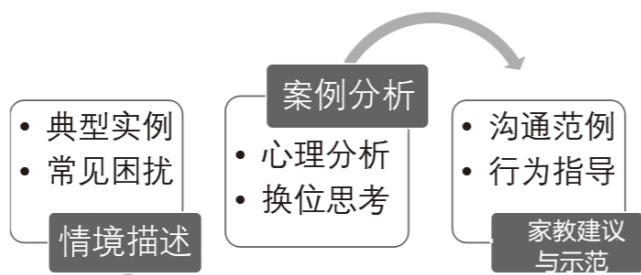 • 典型实例
• 常见困扰
情境描述
案例分析
• 心理分析
• 换位思考
• 沟通范例
• 行为指导
家教建议
与示范